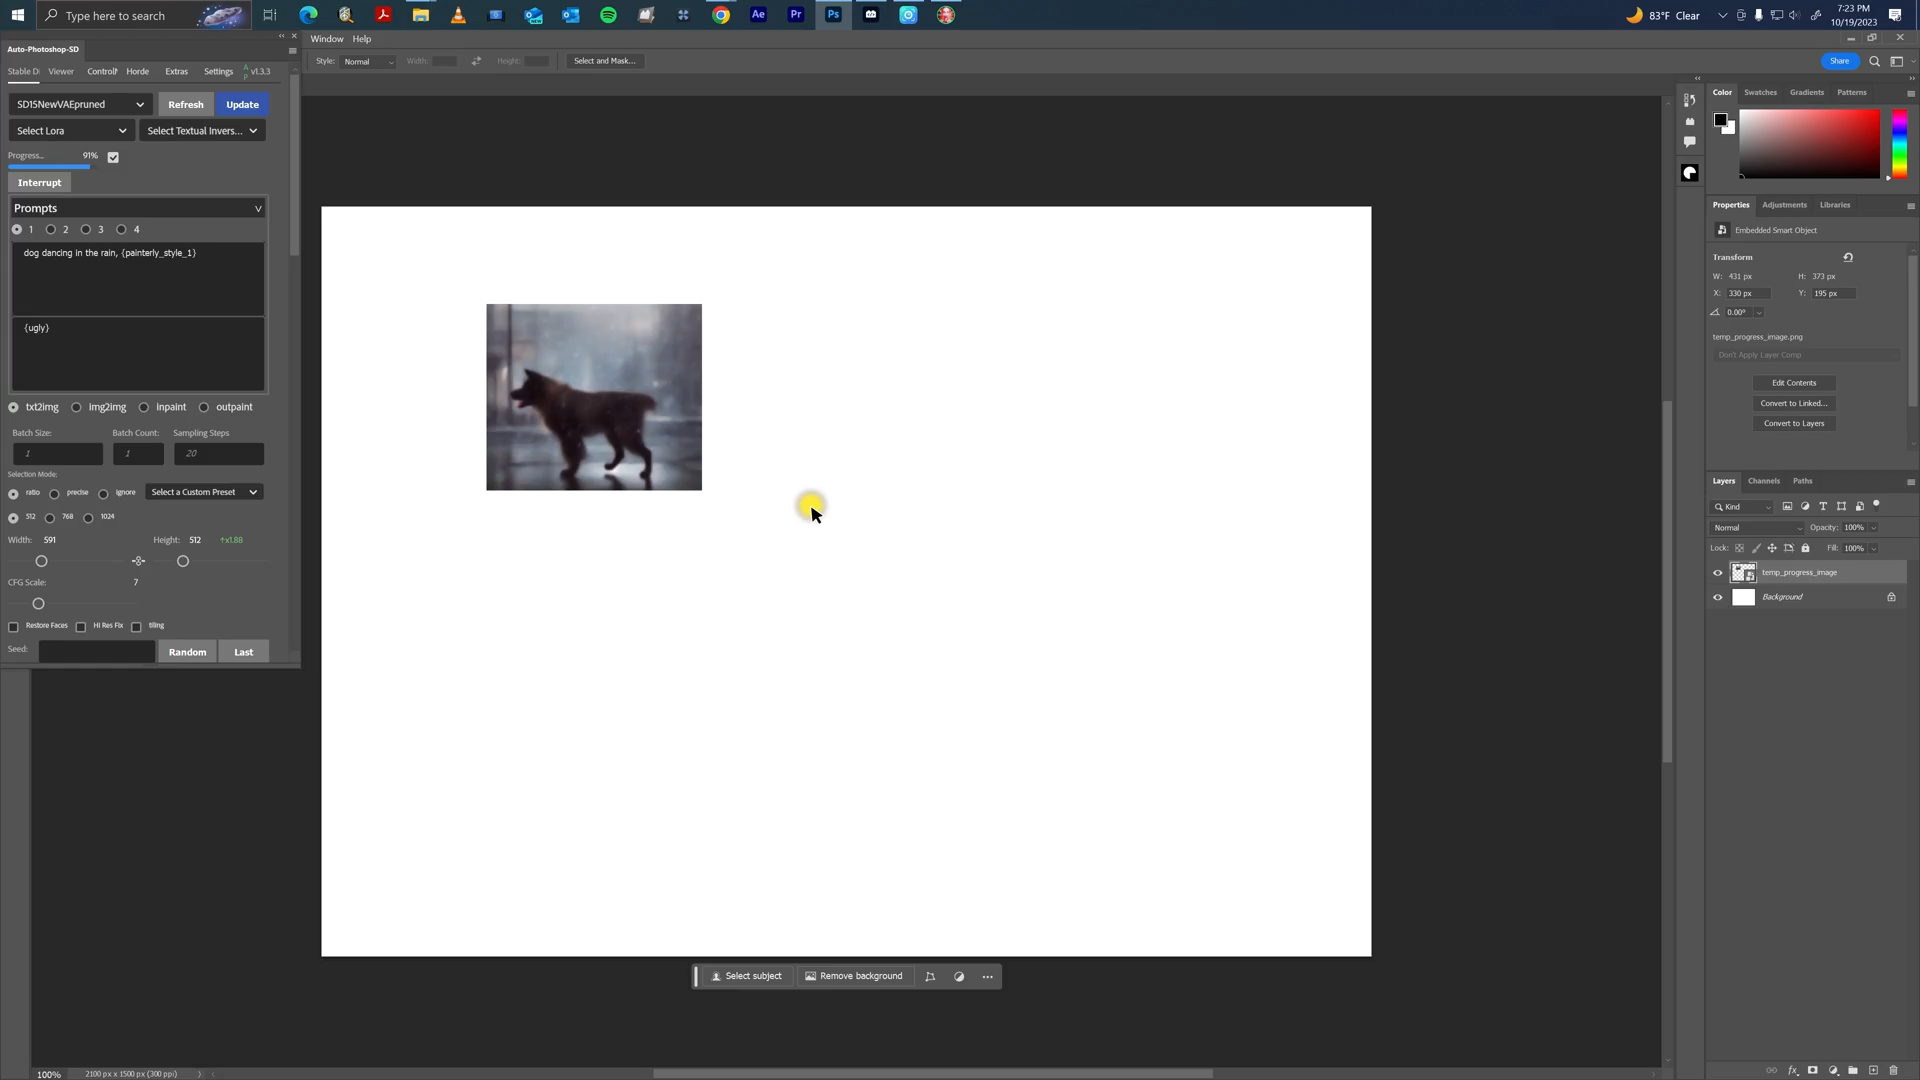 Type here to search
83°F Clear
7:23 PM
10/19/2023
Auto-Photoshop-SD
Window Help
Stable D Viewer Controll Horde Extras Settings v1.3.3
Style: Normal Width: Height: Select and Mask...
Share
SD15NewVAEpruned Refresh Update
Select Lora Select Textual Invers...
Progress... 91%
Interrupt
Prompts
1 2 3 4
dog dancing in the rain, {painterly_style_1}
{ugly}
txt2img img2img inpaint outpaint
Batch Size: Batch Count: Sampling Steps
1 1 20
Selection Mode:
ratio precise Ignore Select a Custom Preset
512 768 1024
Width: 591 Height: 512 ↑x1.88
CFG Scale: 7
Restore Faces Hi Res Fix tiling
Seed: Random Last
Select subject Remove background
100% 2100 px x 1500 px (300 ppi)
Color Swatches Gradients Patterns
Properties Adjustments Libraries
Embedded Smart Object
Transform
W: 431 px H: 373 px
X: 330 px Y: 195 px
0.00°
temp_progress_image.png
Don't Apply Layer Comp
Edit Contents
Convert to Linked...
Convert to Layers
Layers Channels Paths
Kind
Normal Opacity: 100%
Lock: Fill: 100%
temp_progress_image
Background